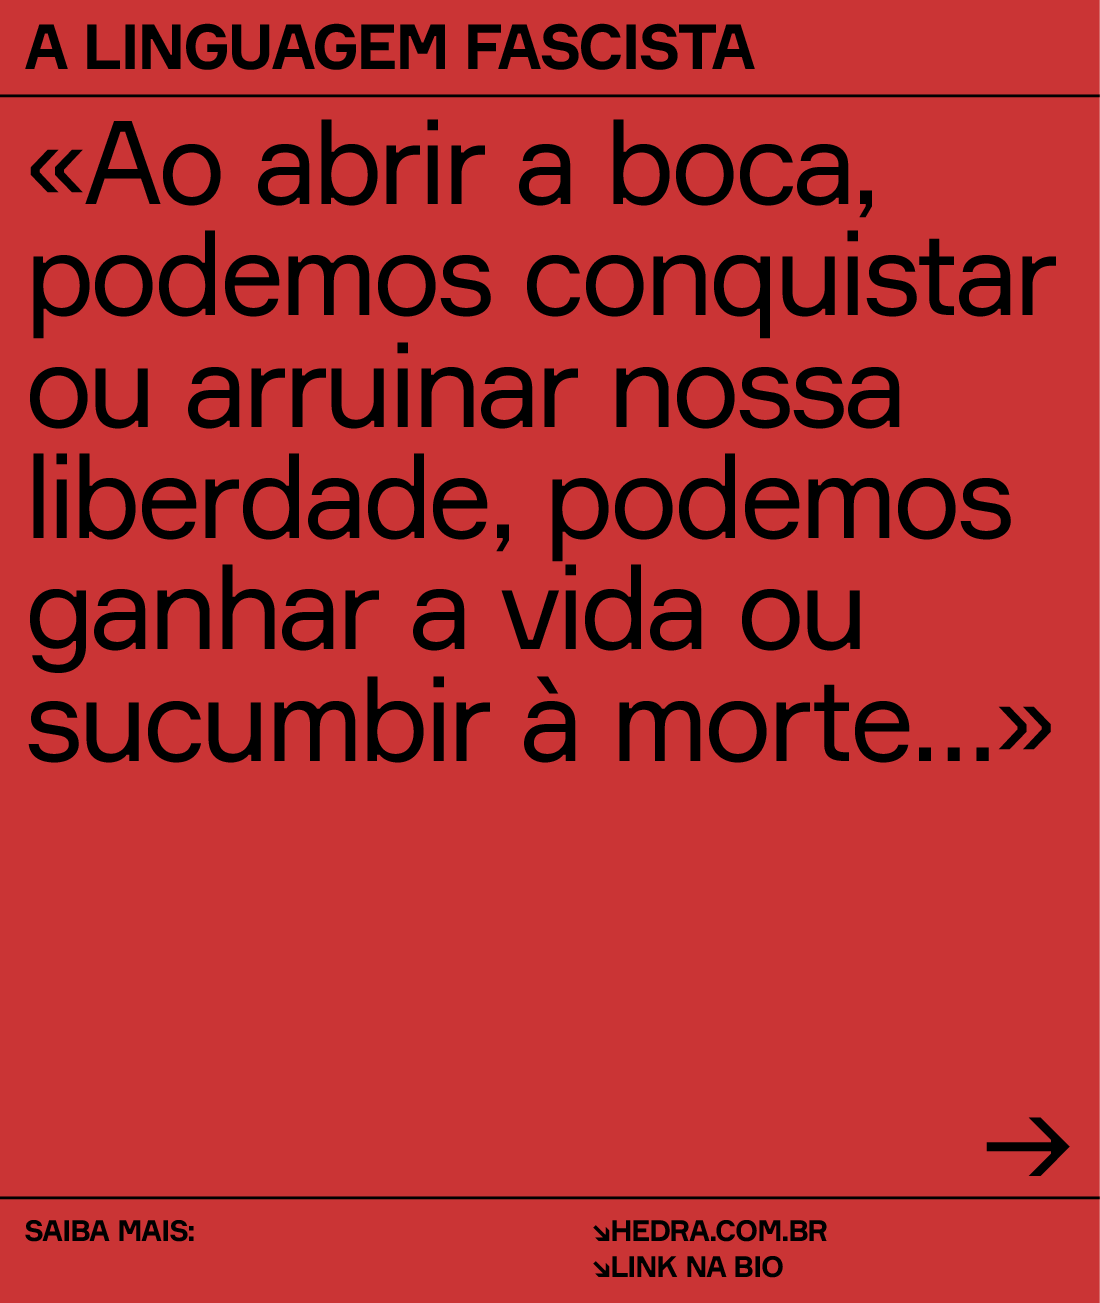 A LINGUAGEM FASCISTA
«Ao abrir a boca,
podemos conquistar
ou arruinar nossa
liberdade, podemos
ganhar a vida ou
sucumbir à morte...»
→
SAIBA MAIS:
↘HEDRA.COM.BR
↘LINK NA BIO